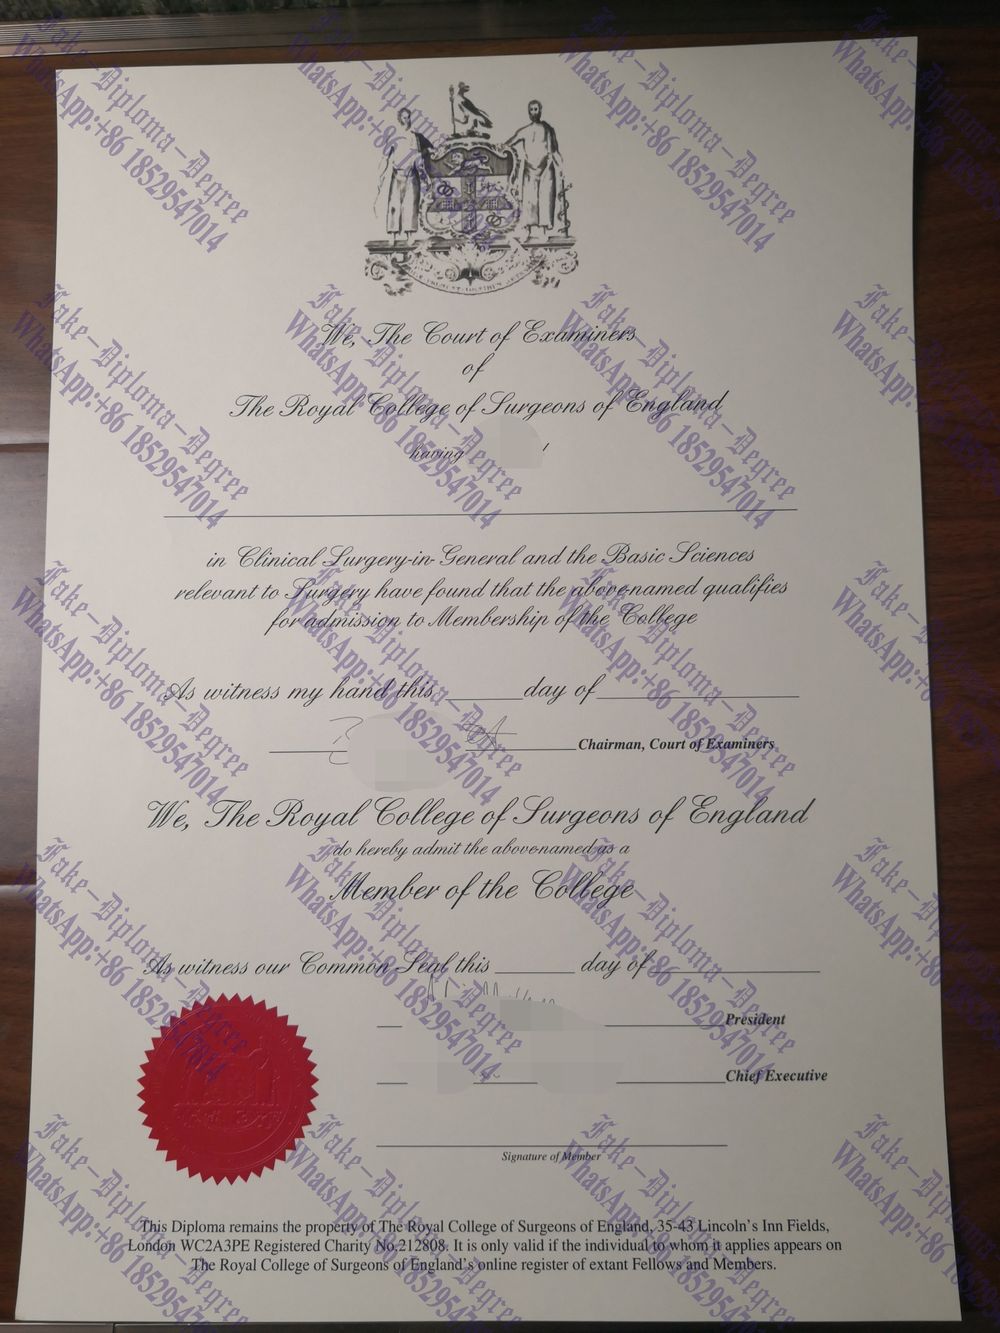 We, The Court of Examiners
of
The Royal College of Surgeons of England
having
in Clinical Surgery-in-General and the Basic Sciences
relevant to Surgery have found that the above-named qualifies
for admission to Membership of the College
As witness my hand this day of
Chairman, Court of Examiners
We, The Royal College of Surgeons of England
do hereby admit the above-named as a
Member of the College
As witness our Common Seal this day of
President
Chief Executive
Signature of Member
This Diploma remains the property of The Royal College of Surgeons of England, 35-43 Lincoln's Inn Fields,
London WC2A3PE Registered Charity No.212808. It is only valid if the individual to whom it applies appears on
The Royal College of Surgeons of England's online register of extant Fellows and Members.
Fake-Diploma-Degree
WhatsApp:+86 18529547014